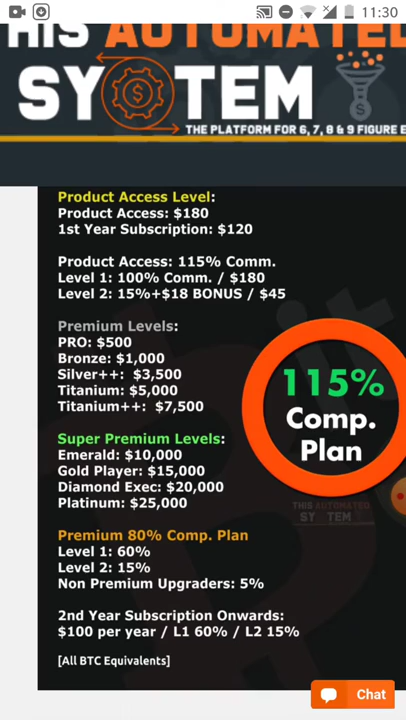 11:30
HIS AUTOMATED
SY TEM
THE PLATFORM FOR 6, 7, 8 & 9 FIGURE E
Product Access Level:
Product Access: $180
1st Year Subscription: $120
Product Access: 115% Comm.
Level 1: 100% Comm. / $180
Level 2: 15%+$18 BONUS / $45
Premium Levels:
PRO: $500
Bronze: $1,000
Silver++: $3,500
Titanium: $5,000
Titanium++: $7,500
115%
Comp.
Plan
THIS AUTOMATED
SY TEM
Super Premium Levels:
Emerald: $10,000
Gold Player: $15,000
Diamond Exec: $20,000
Platinum: $25,000
Premium 80% Comp. Plan
Level 1: 60%
Level 2: 15%
Non Premium Upgraders: 5%
2nd Year Subscription Onwards:
$100 per year / L1 60% / L2 15%
[All BTC Equivalents]
Chat